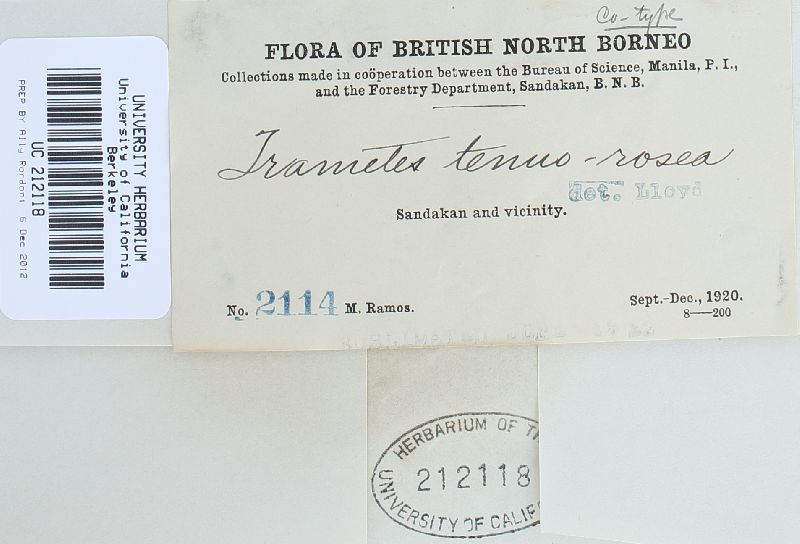 Co-type
FLORA OF BRITISH NORTH BORNEO
Collections made in coöperation between the Bureau of Science, Manila, P. I.,
and the Forestry Department, Sandakan, B. N. B.
Trametes tenuo-rosea
det. Lloyd
Sandakan and vicinity.
No. 2114 M. Ramos.
Sept.-Dec., 1920.
8—200
UNIVERSITY HERBARIUM
University of California
Berkeley
UC 212118
PREP BY Ally Rordoni 6 Dec 2012
HERBARIUM OF
212118
UNIVERSITY OF CALIF